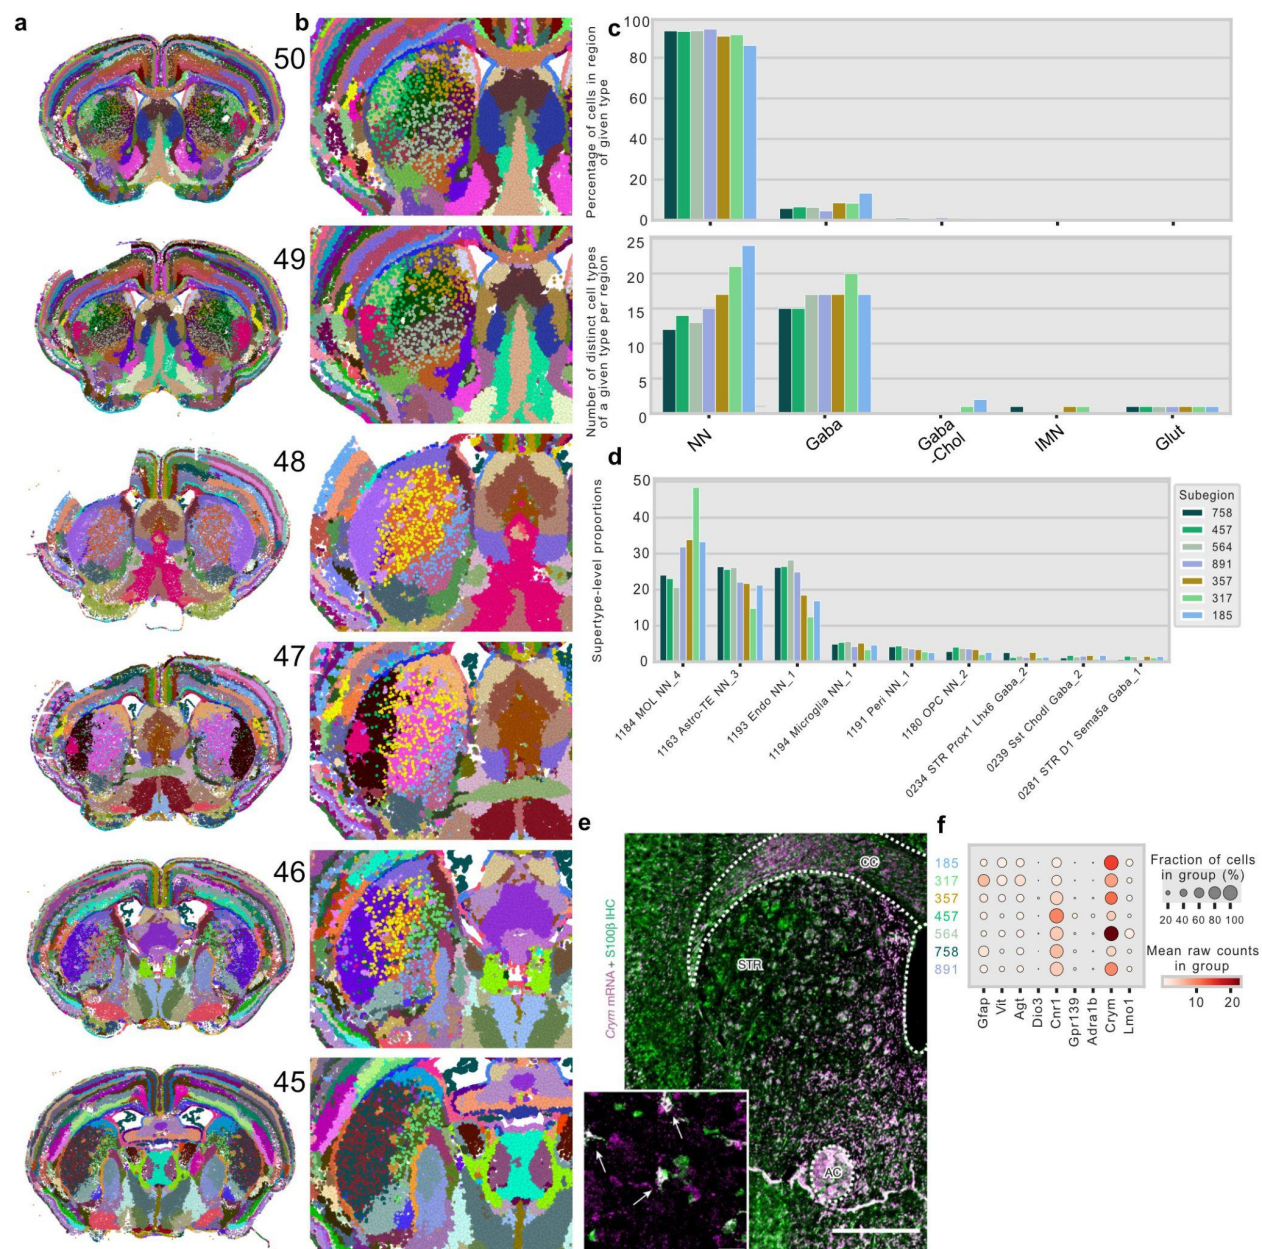 a
b
50
49
48
47
46
45
c
Percentage of cells in region
of given type
100
80
60
40
20
0
Number of distinct cell types
of a given type per region
25
20
15
10
5
0
NN
Gaba
Gaba
-Chol
IMN
Glut
d
Supertype-level proportions
50
40
30
20
10
0
1184 MOL NN_4
1163 Astro-TE NN_3
1193 Endo NN_1
1194 Microglia NN_1
1191 Peri NN_1
1180 OPC NN_2
0234 STR Prox1 Lhx6 Gaba_2
0239 Sst Chodl Gaba_2
0281 STR D1 Sema5a Gaba_1
Subegion
758
457
564
891
357
317
185
e
Crym mRNA + S100β IHC
CC
STR
AC
f
185
317
357
457
564
758
891
Gfap
Vit
Agt
Dio3
Cnr1
Gpr139
Adra1b
Crym
Lmo1
Fraction of cells
in group (%)
20 40 60 80 100
Mean raw counts
in group
10 20